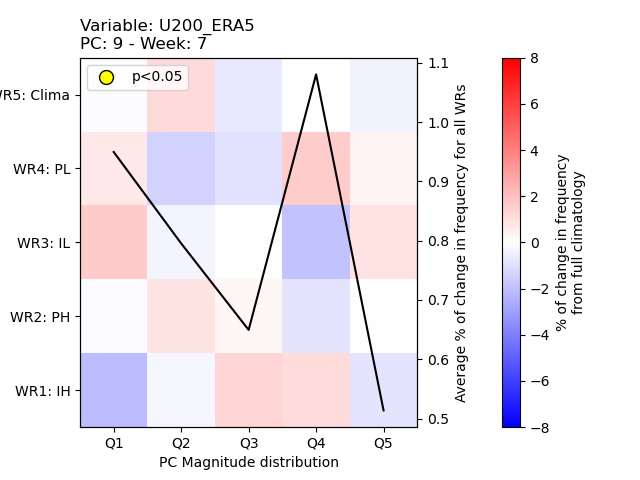 Variable: U200_ERA5
PC: 9 - Week: 7
p<0.05
WR5: Clima
WR4: PL
WR3: IL
WR2: PH
WR1: IH
Q1 Q2 Q3 Q4 Q5
PC Magnitude distribution
1.1
1.0
0.9
0.8
0.7
0.6
0.5
Average % of change in frequency for all WRs
8
6
4
2
0
−2
−4
−6
−8
% of change in frequency
from full climatology